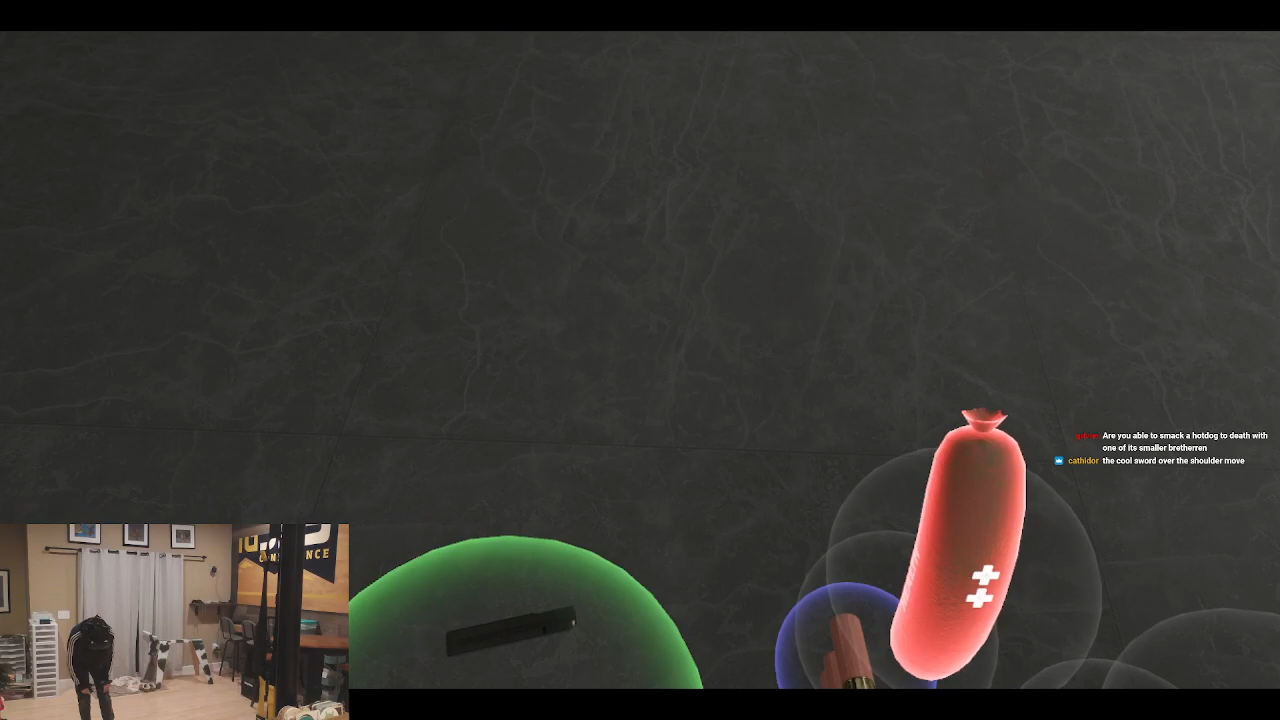 Are you able to smack a hotdog to death with
one of its smaller bretherren
cathidor the cool sword over the shoulder move